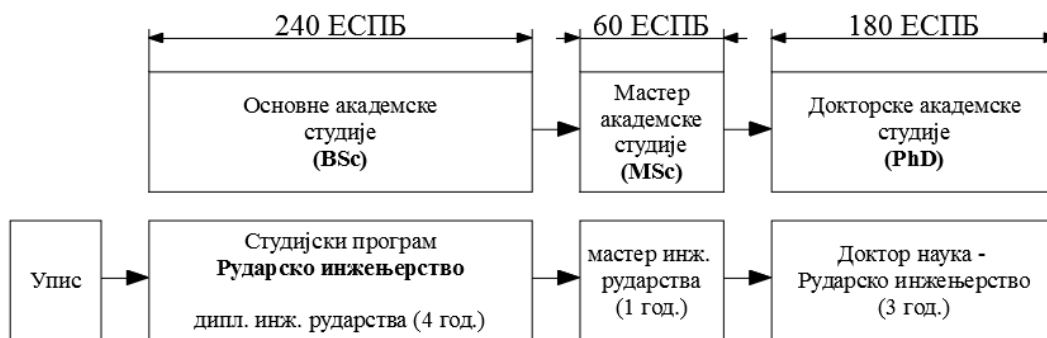 240 ЕСПБ
60 ЕСПБ
180 ЕСПБ
Основне академске
студије
(BSc)
Мастер
академске
студије
(MSc)
Докторске академске
студије
(PhD)
Упис
Студијски програм
Рударско инжењерство
дипл. инж. рударства (4 год.)
мастер инж.
рударства
(1 год.)
Доктор наука -
Рударско инжењерство
(3 год.)